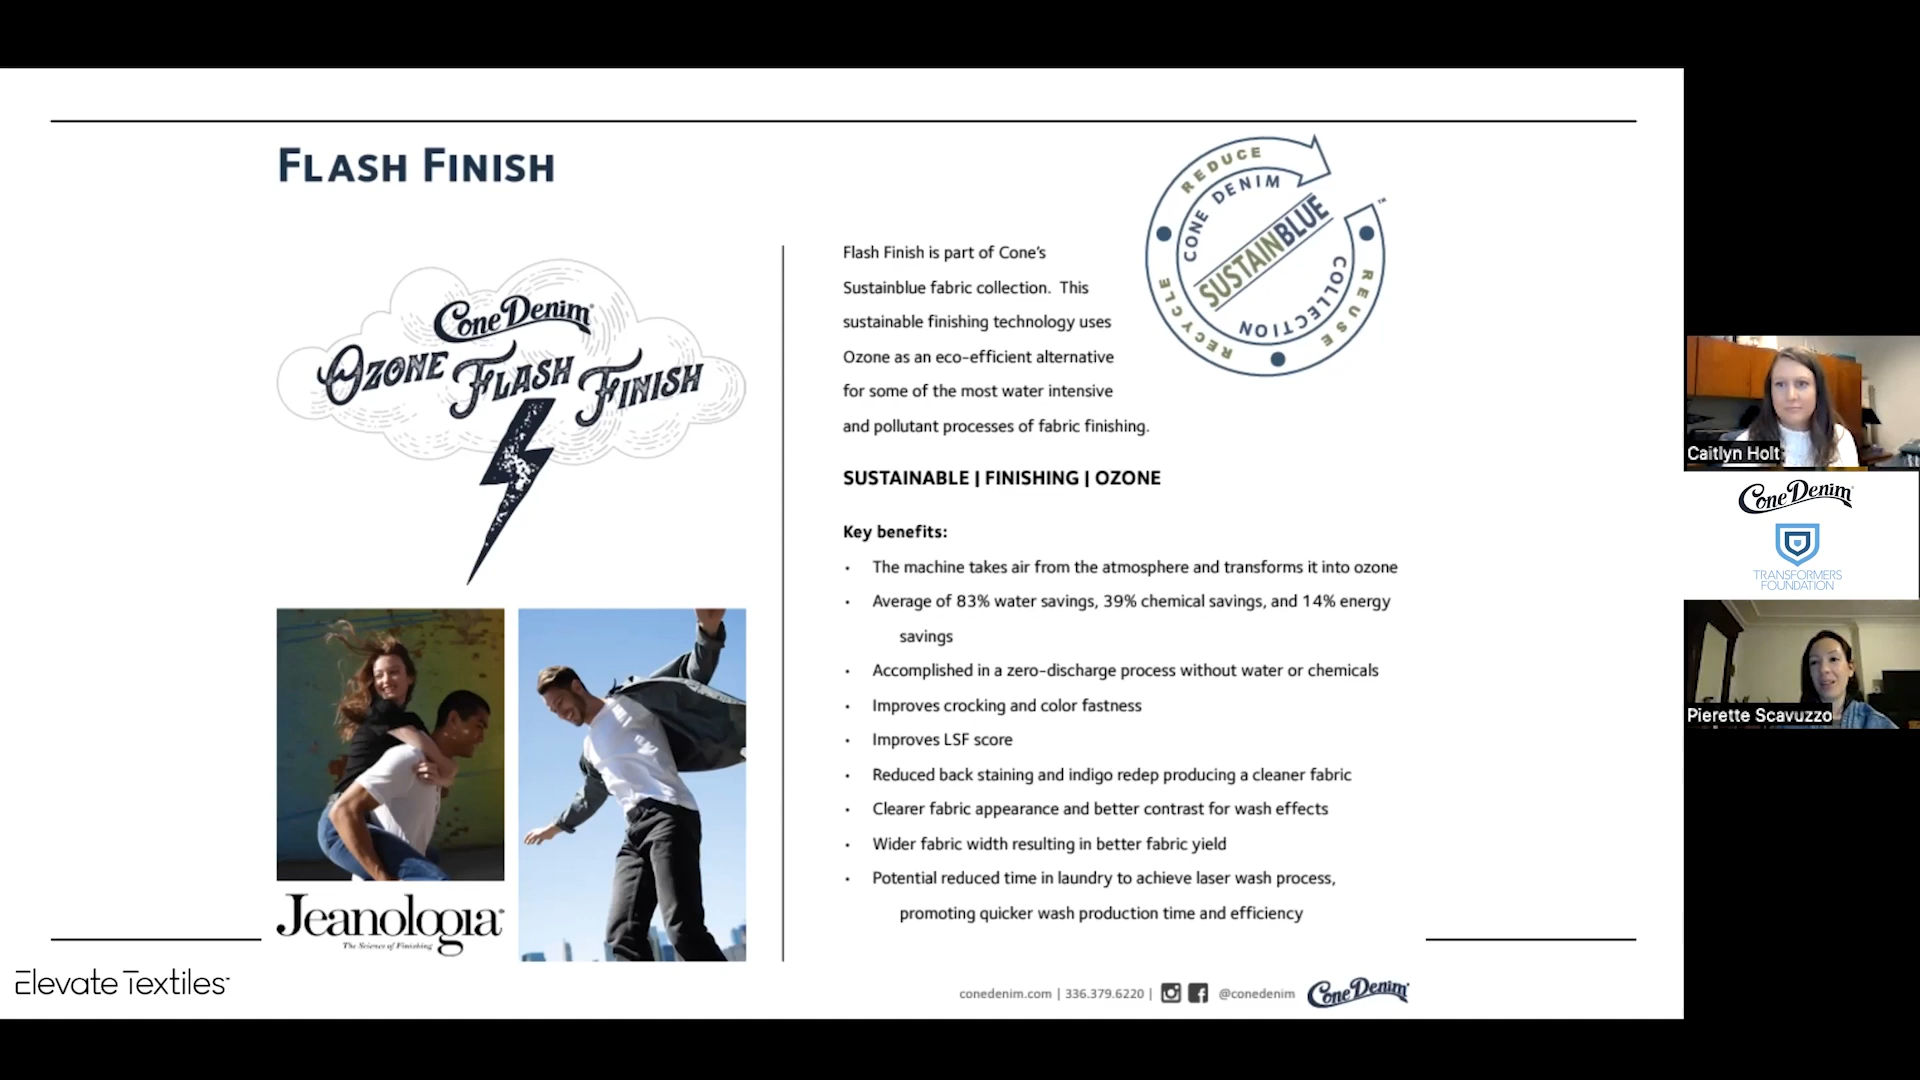 FLASH FINISH
Cone Denim®
OZONE FLASH FINISH
Jeanologia®
The Science of Finishing
Elevate Textiles™
REDUCE
REUSE
RECYCLE
CONE DENIM
SUSTAINBLUE
COLLECTION
™
Flash Finish is part of Cone's
Sustainblue fabric collection. This
sustainable finishing technology uses
Ozone as an eco-efficient alternative
for some of the most water intensive
and pollutant processes of fabric finishing.
SUSTAINABLE | FINISHING | OZONE
Key benefits:
• The machine takes air from the atmosphere and transforms it into ozone
• Average of 83% water savings, 39% chemical savings, and 14% energy
savings
• Accomplished in a zero-discharge process without water or chemicals
• Improves crocking and color fastness
• Improves LSF score
• Reduced back staining and indigo redep producing a cleaner fabric
• Clearer fabric appearance and better contrast for wash effects
• Wider fabric width resulting in better fabric yield
• Potential reduced time in laundry to achieve laser wash process,
promoting quicker wash production time and efficiency
conedenim.com | 336.379.6220 | @conedenim
Cone Denim®
Caitlyn Holt
Cone Denim®
TRANSFORMERS
FOUNDATION
Pierette Scavuzzo